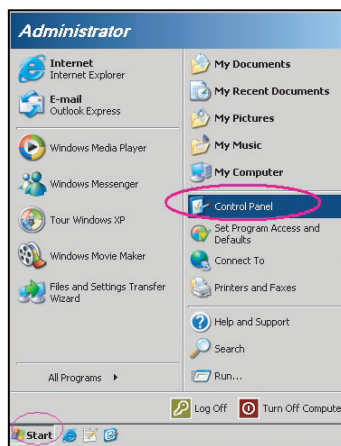 Administrator
Internet
Internet Explorer
E-mail
Outlook Express
Windows Media Player
Windows Messenger
Tour Windows XP
Windows Movie Maker
Files and Settings Transfer
Wizard
All Programs
My Documents
My Recent Documents
My Pictures
My Music
My Computer
Control Panel
Set Program Access and
Defaults
Connect To
Printers and Faxes
Help and Support
Search
Run...
Log Off
Turn Off Compute
Start